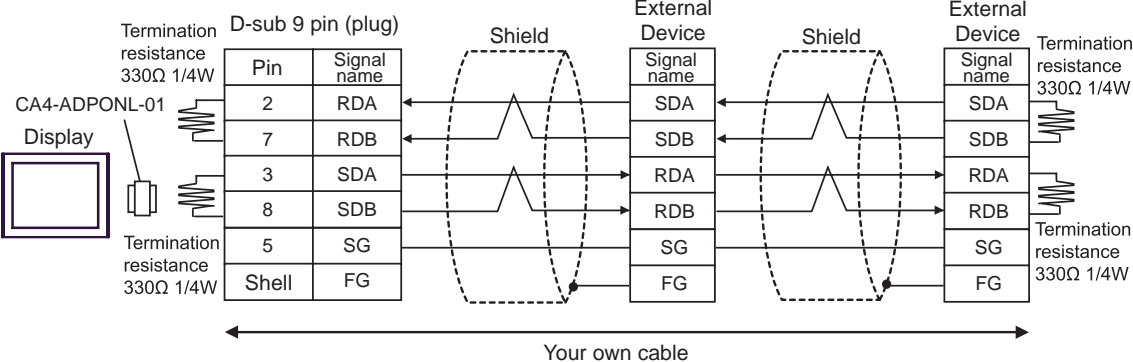 Termination
resistance
330Ω 1/4W
D-sub 9 pin (plug)
Shield
External
Device
Shield
External
Device
Termination
resistance
330Ω 1/4W
CA4-ADPONL-01
Display
Pin
Signal
name
2
RDA
7
RDB
3
SDA
8
SDB
5
SG
Shell
FG
Signal
name
SDA
SDB
RDA
RDB
SG
FG
Signal
name
SDA
SDB
RDA
RDB
SG
FG
Termination
resistance
330Ω 1/4W
Termination
resistance
330Ω 1/4W
Your own cable